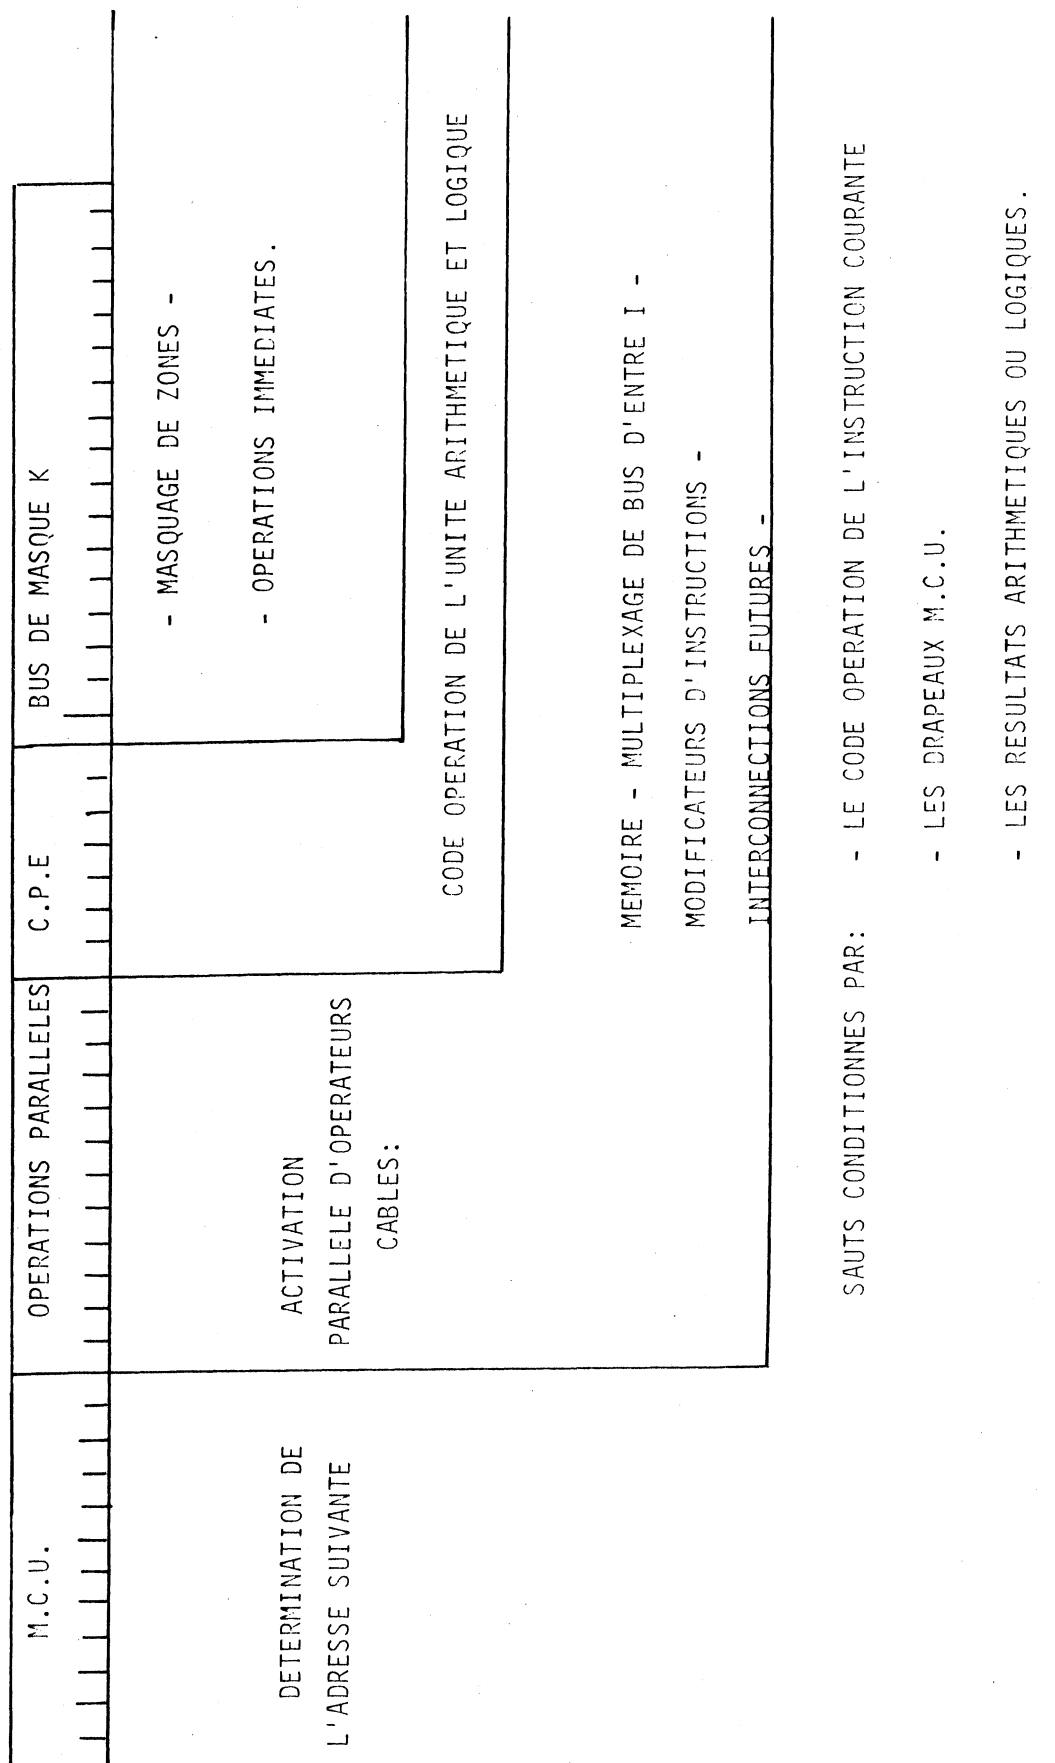 M.C.U. OPERATIONS PARALLELES C.P.E BUS DE MASQUE K
- MASQUAGE DE ZONES -
- OPERATIONS IMMEDIATES.
CODE OPERATION DE L'UNITE ARITHMETIQUE ET LOGIQUE
DETERMINATION DE
L'ADRESSE SUIVANTE
ACTIVATION
PARALLELE D'OPERATEURS
CABLES:
MEMOIRE - MULTIPLEXAGE DE BUS D'ENTRE I -
MODIFICATEURS D'INSTRUCTIONS -
INTERCONNECTIONS FUTURES -
SAUTS CONDITIONNES PAR: - LE CODE OPERATION DE L'INSTRUCTION COURANTE
- LES DRAPEAUX M.C.U.
- LES RESULTATS ARITHMETIQUES OU LOGIQUES.